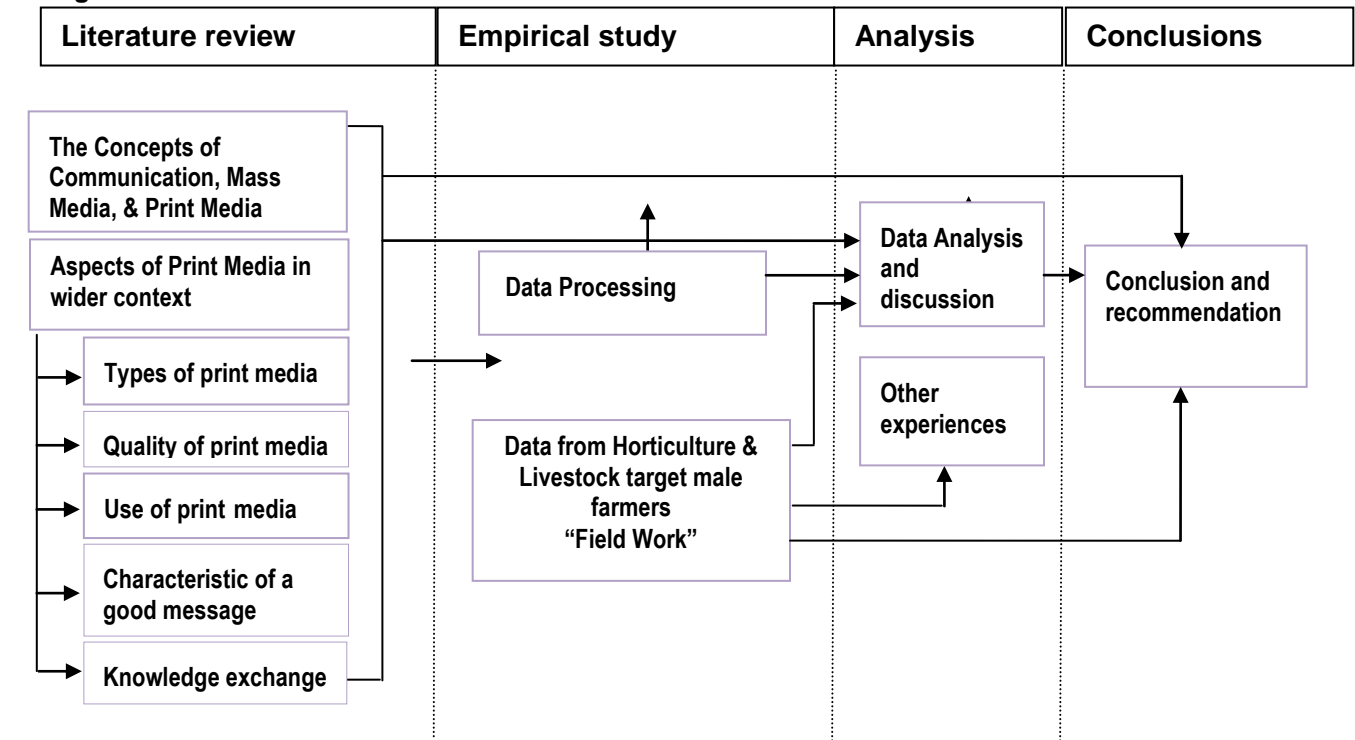 Literature review
Empirical study
Analysis
Conclusions
The Concepts of
Communication, Mass
Media, & Print Media
Aspects of Print Media in
wider context
Types of print media
Quality of print media
Use of print media
Characteristic of a
good message
Knowledge exchange
Data Processing
Data from Horticulture &
Livestock target male
farmers
“Field Work”
Data Analysis
and
discussion
Other
experiences
Conclusion and
recommendation